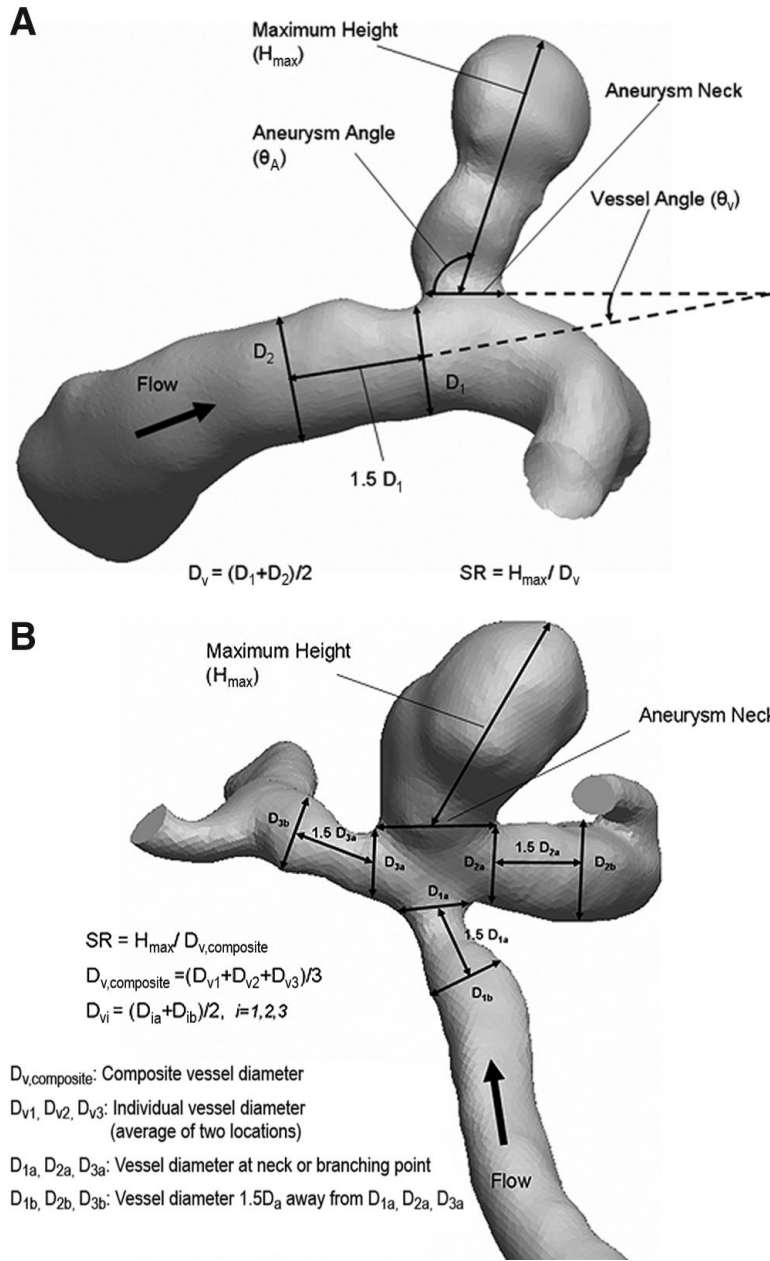 A
Maximum Height
(Hmax)
Aneurysm Neck
Aneurysm Angle
(θA)
Vessel Angle (θv)
D2
Flow
D1
1.5 D1
Dv = (D1+D2)/2
SR = Hmax/ Dv
B
Maximum Height
(Hmax)
Aneurysm Neck
D3b
1.5 D3a
D3a
D2a
1.5 D2a
D2b
D1a
1.5 D1a
D1b
SR = Hmax/ Dv,composite
Dv,composite =(Dv1+Dv2+Dv3)/3
Dvi = (Dia+Dib)/2, i=1,2,3
Dv,composite: Composite vessel diameter
Dv1, Dv2, Dv3: Individual vessel diameter
(average of two locations)
D1a, D2a, D3a: Vessel diameter at neck or branching point
Flow
D1b, D2b, D3b: Vessel diameter 1.5Da away from D1a, D2a, D3a